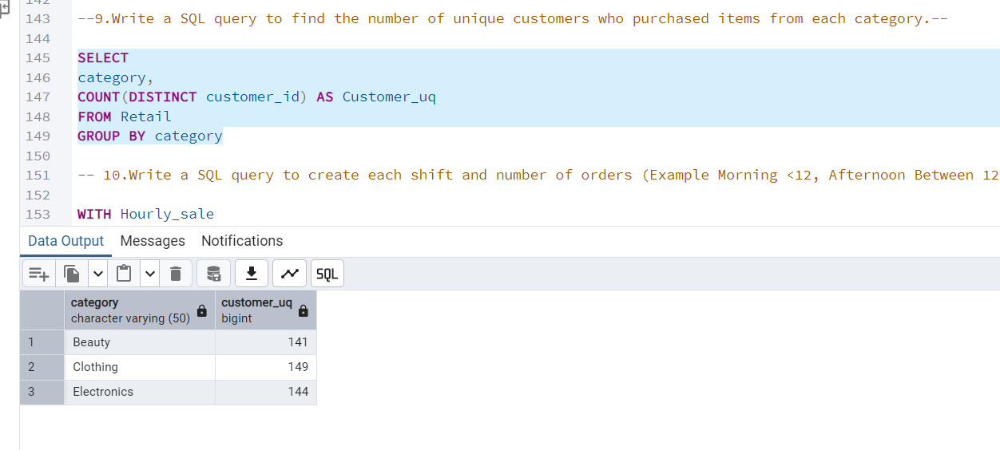 142
143 --9.Write a SQL query to find the number of unique customers who purchased items from each category.--
144
145 SELECT
146 category,
147 COUNT(DISTINCT customer_id) AS Customer_uq
148 FROM Retail
149 GROUP BY category
150
151 -- 10.Write a SQL query to create each shift and number of orders (Example Morning <12, Afternoon Between 12
152
153 WITH Hourly_sale
Data Output Messages Notifications
SQL
category customer_uq
character varying (50) bigint
1 Beauty 141
2 Clothing 149
3 Electronics 144